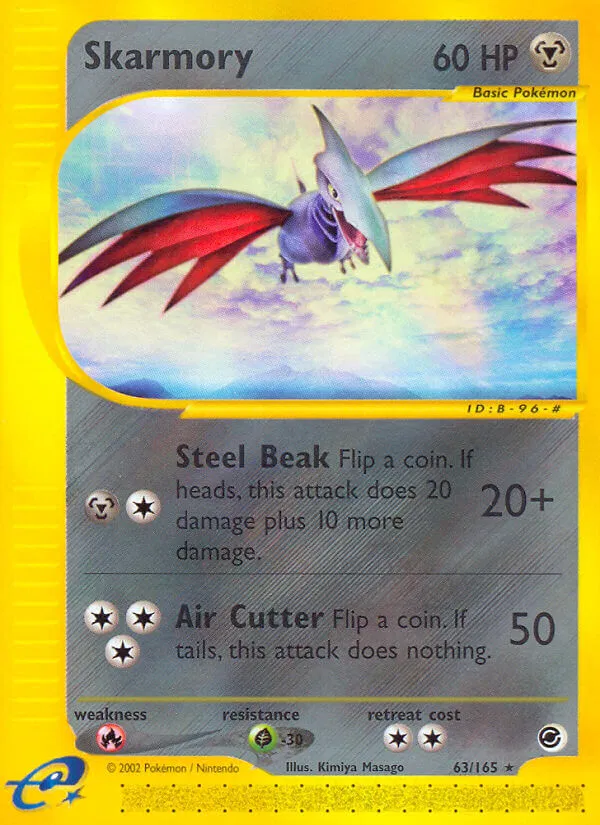 Skarmory 60 HP
Basic Pokémon
ID:B-96-#
Steel Beak Flip a coin. If
heads, this attack does 20
damage plus 10 more
damage.
20+
Air Cutter Flip a coin. If
tails, this attack does nothing.
50
weakness resistance retreat cost
-30
© 2002 Pokémon / Nintendo Illus. Kimiya Masago 63/165 ★
e